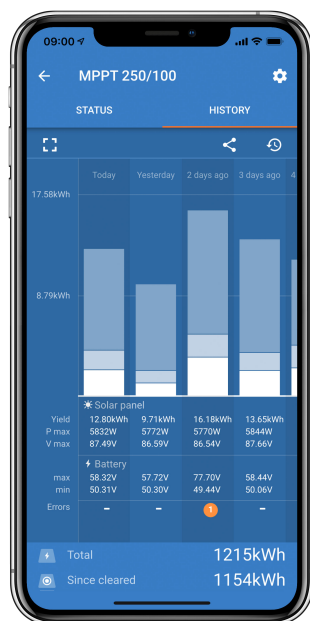 09:00
MPPT 250/100
STATUS HISTORY
Today Yesterday 2 days ago 3 days ago 4
17.58kWh
8.79kWh
Solar panel
Yield 12.80kWh 9.71kWh 16.18kWh 13.65kWh
P max 5832W 5772W 5770W 5844W
V max 87.49V 86.59V 86.54V 87.66V
Battery
max 58.32V 57.72V 77.70V 58.44V
min 50.31V 50.30V 49.44V 50.06V
Errors – – 1 –
Total 1215kWh
Since cleared 1154kWh